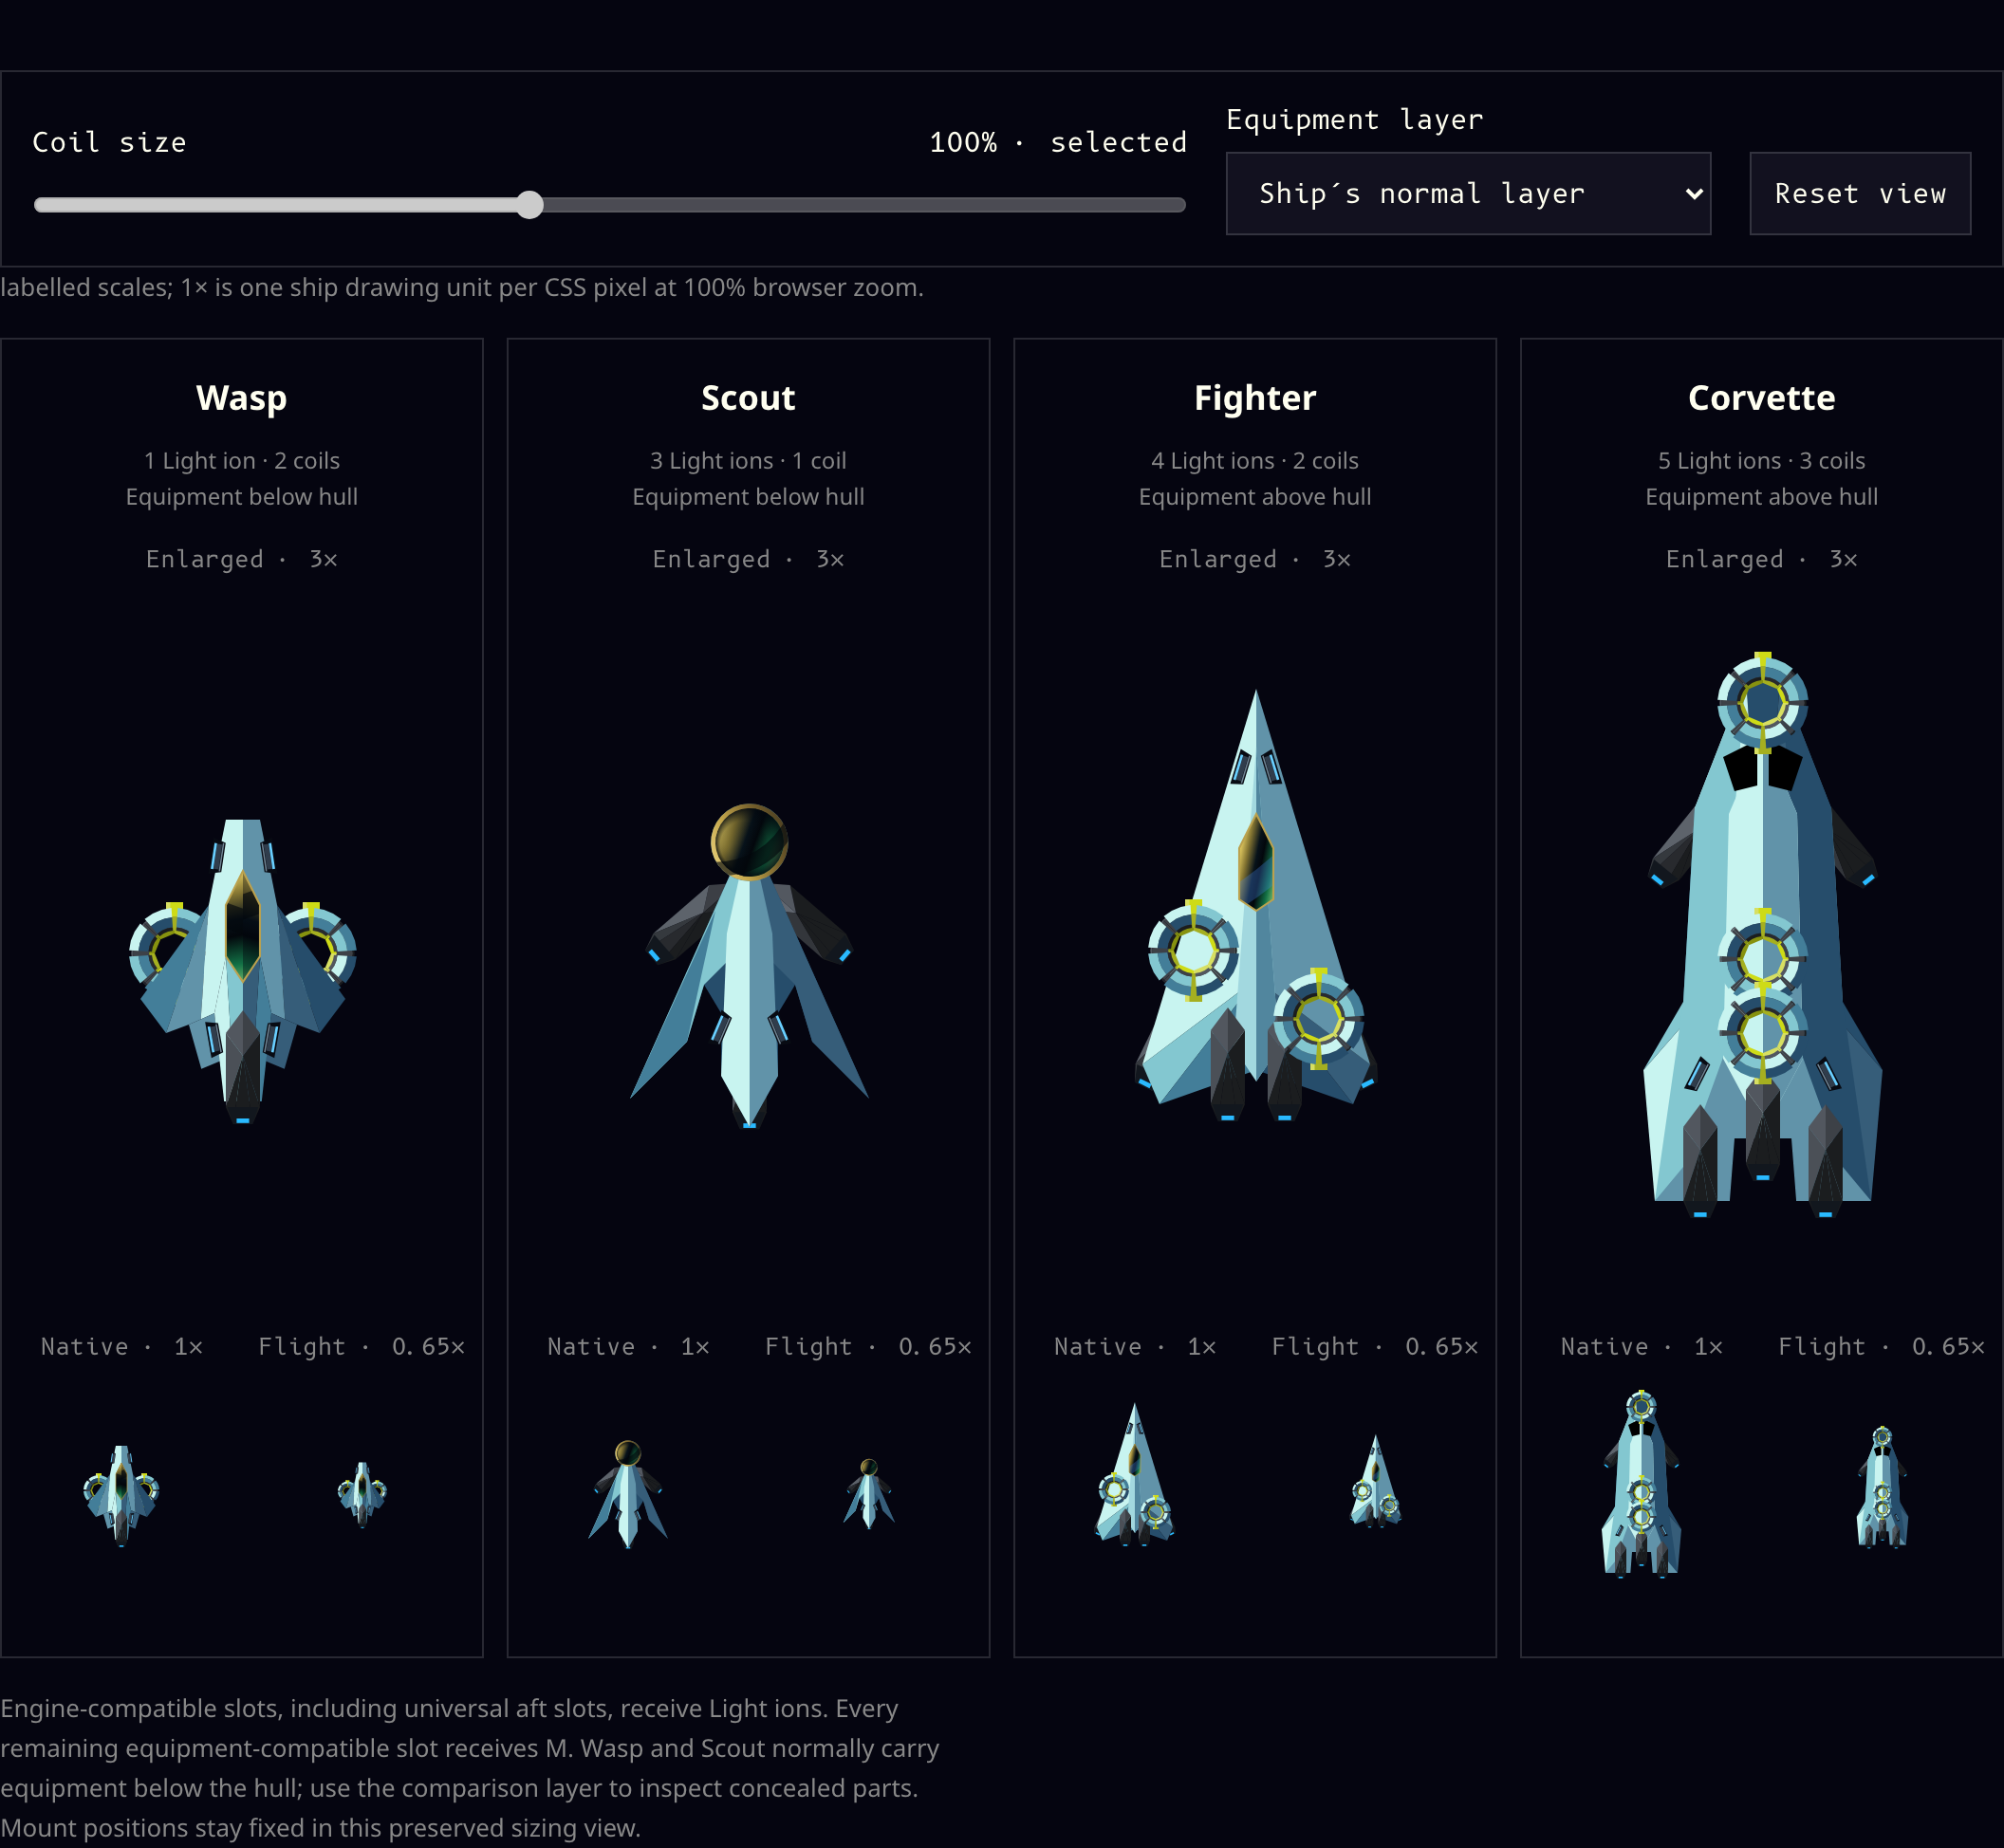 Coil size
100% · selected
Equipment layer
Ship´s normal layer
Reset view
labelled scales; 1× is one ship drawing unit per CSS pixel at 100% browser zoom.
Wasp
1 Light ion · 2 coils
Equipment below hull
Enlarged · 3×
Native · 1×
Flight · 0.65×
Scout
3 Light ions · 1 coil
Equipment below hull
Enlarged · 3×
Native · 1×
Flight · 0.65×
Fighter
4 Light ions · 2 coils
Equipment above hull
Enlarged · 3×
Native · 1×
Flight · 0.65×
Corvette
5 Light ions · 3 coils
Equipment above hull
Enlarged · 3×
Native · 1×
Flight · 0.65×
Engine-compatible slots, including universal aft slots, receive Light ions. Every
remaining equipment-compatible slot receives M. Wasp and Scout normally carry
equipment below the hull; use the comparison layer to inspect concealed parts.
Mount positions stay fixed in this preserved sizing view.